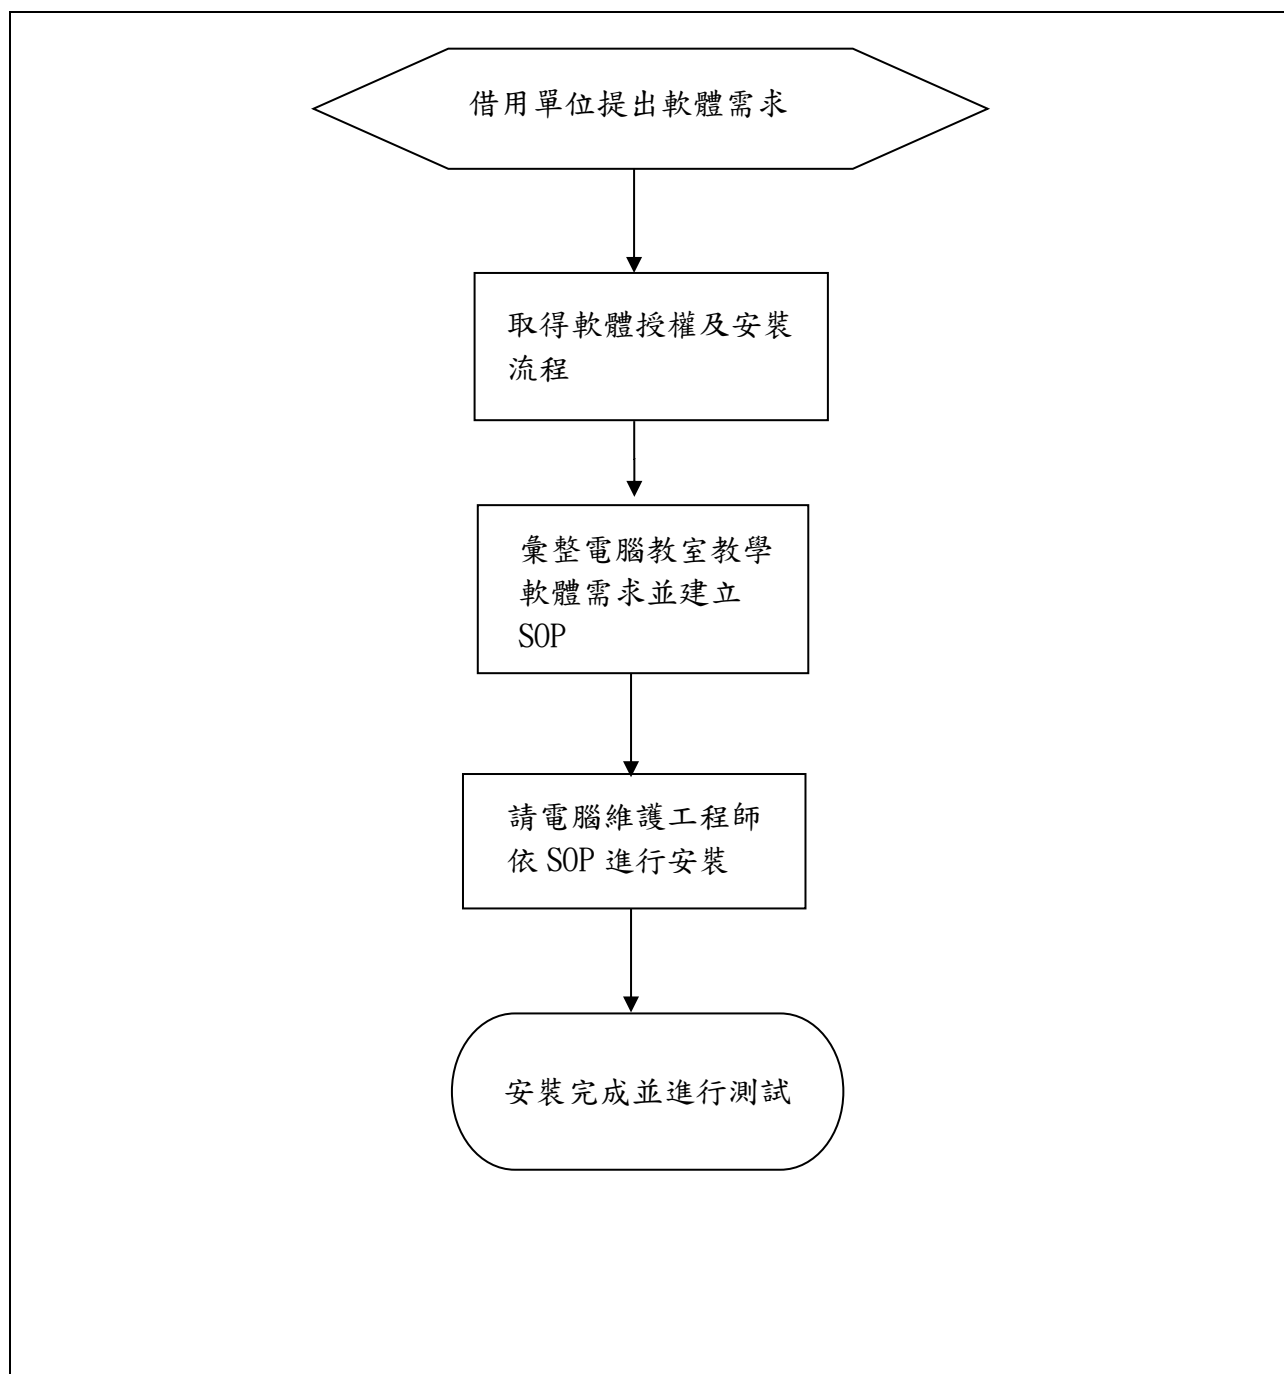 借用單位提出軟體需求
取得軟體授權及安裝
流程
彙整電腦教室教學
軟體需求並建立
SOP
請電腦維護工程師
依 SOP 進行安裝
安裝完成並進行測試